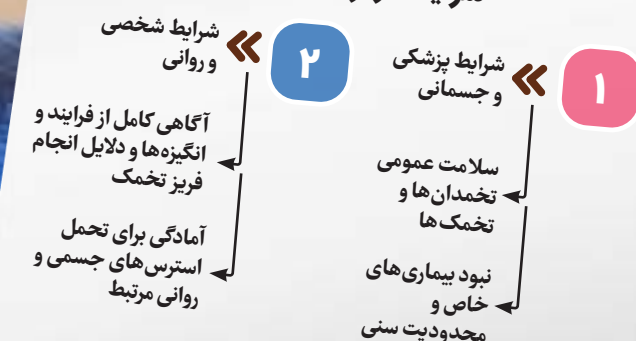 ۱
شرایط پزشکی
و جسمانی
سلامت عمومی
تخمدان‌ها و
تخمک‌ها
نبود بیماری‌های
خاص و
محدودیت سنی
۲
شرایط شخصی
و روانی
آگاهی کامل از فرایند و
انگیزه‌ها و دلایل انجام
فریز تخمک
آمادگی برای تحمل
استرس‌های جسمی و
روانی مرتبط